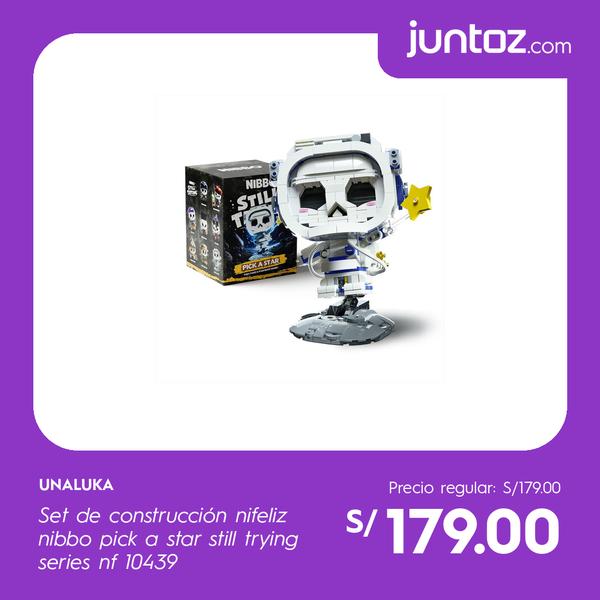 juntoz.com
NIBBO
STILL
PICK A STAR
UNALUKA
Set de construcción nifeliz
nibbo pick a star still trying
series nf 10439
Precio regular: S/179.00
S/179.00